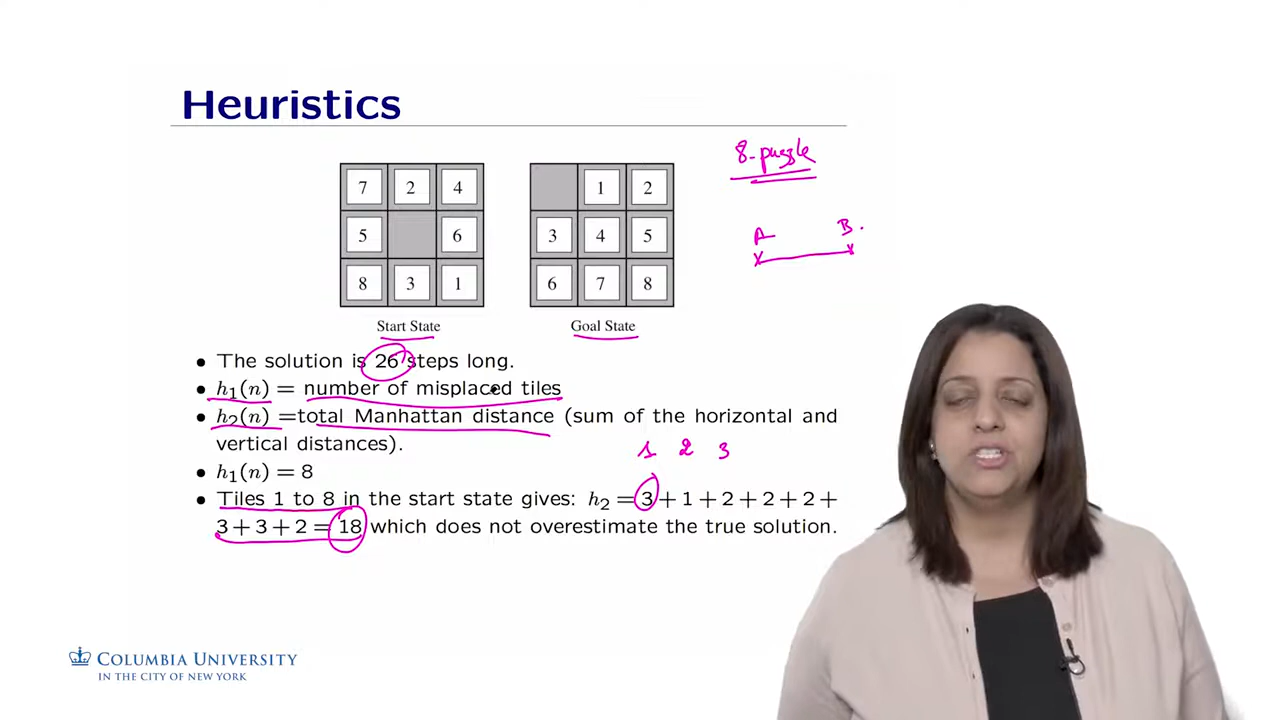 Heuristics
8-puzzle
7 2 4
1 2
5 6
3 4 5
A B.
8 3 1
6 7 8
Start State
Goal State
• The solution is 26 steps long.
• h₁(n) = number of misplaced tiles
• h₂(n) =total Manhattan distance (sum of the horizontal and
vertical distances).
1 2 3
• h₁(n) = 8
• Tiles 1 to 8 in the start state gives: h₂ = 3+1+2+2+2+
3+3+2 = 18 which does not overestimate the true solution.
COLUMBIA UNIVERSITY
IN THE CITY OF NEW YORK